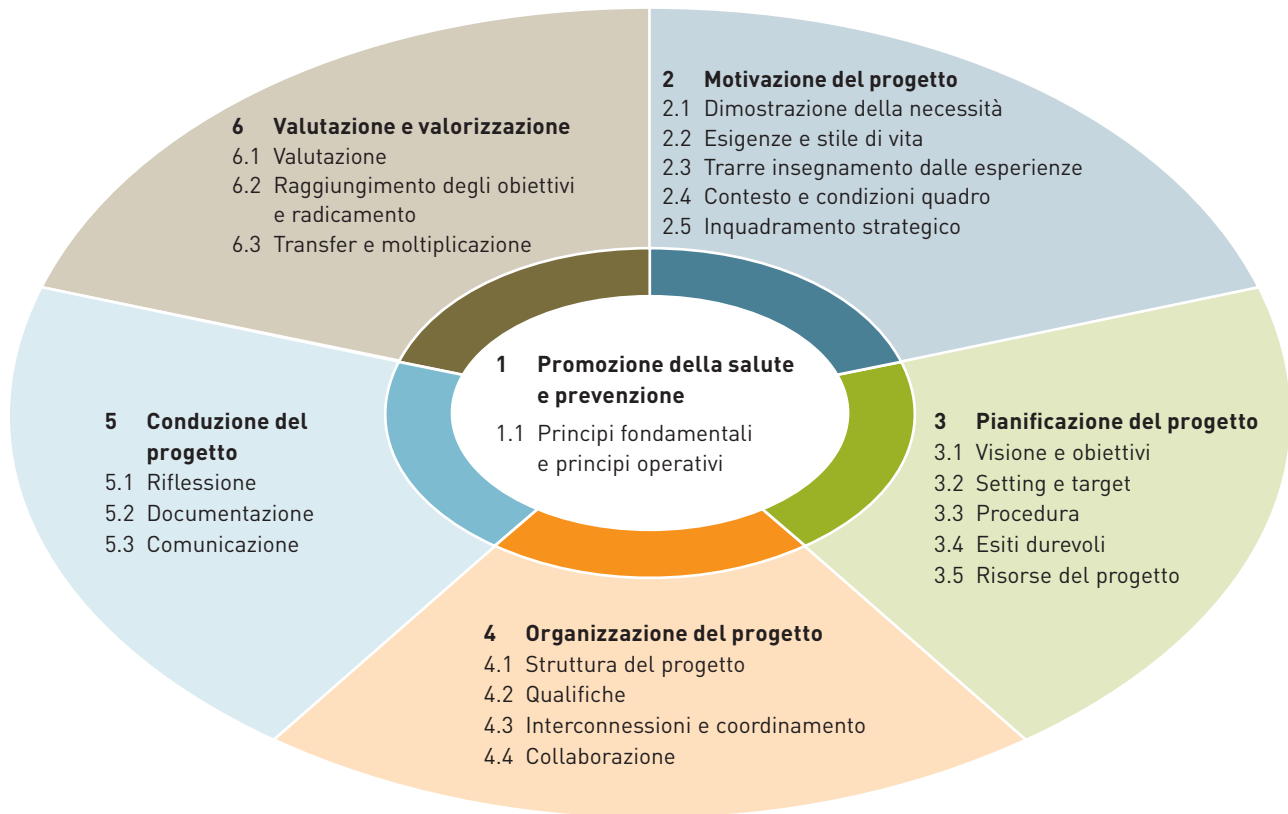 1 Promozione della salute
e prevenzione
1.1 Principi fondamentali
e principi operativi
2 Motivazione del progetto
2.1 Dimostrazione della necessità
2.2 Esigenze e stile di vita
2.3 Trarre insegnamento dalle esperienze
2.4 Contesto e condizioni quadro
2.5 Inquadramento strategico
3 Pianificazione del progetto
3.1 Visione e obiettivi
3.2 Setting e target
3.3 Procedura
3.4 Esiti durevoli
3.5 Risorse del progetto
4 Organizzazione del progetto
4.1 Struttura del progetto
4.2 Qualifiche
4.3 Interconnessioni e coordinamento
4.4 Collaborazione
5 Conduzione del
progetto
5.1 Riflessione
5.2 Documentazione
5.3 Comunicazione
6 Valutazione e valorizzazione
6.1 Valutazione
6.2 Raggiungimento degli obiettivi
e radicamento
6.3 Transfer e moltiplicazione